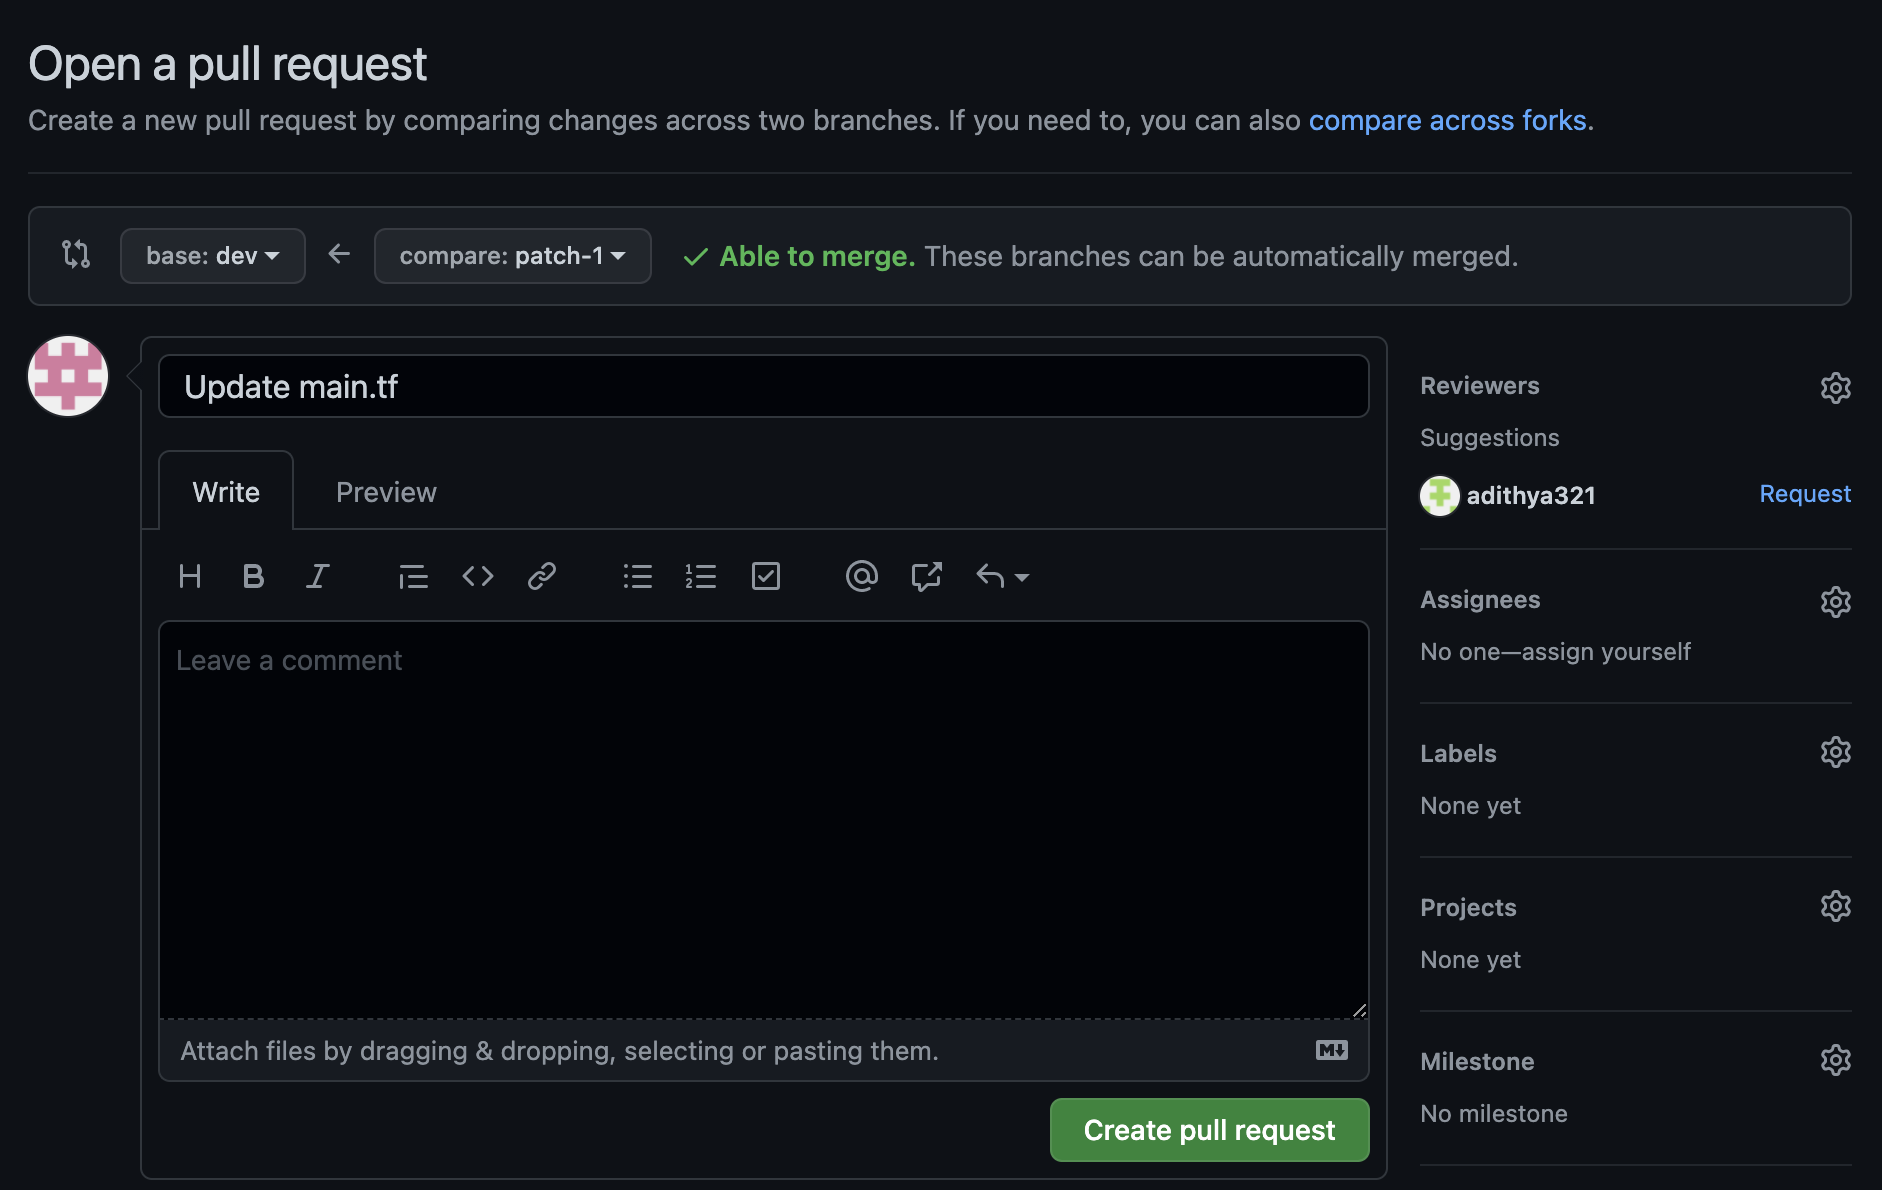 Open a pull request
Create a new pull request by comparing changes across two branches. If you need to, you can also compare across forks.
base: dev
compare: patch-1
Able to merge. These branches can be automatically merged.
Update main.tf
Write
Preview
Leave a comment
Attach files by dragging & dropping, selecting or pasting them.
Create pull request
Reviewers
Suggestions
adithya321
Request
Assignees
No one—assign yourself
Labels
None yet
Projects
None yet
Milestone
No milestone